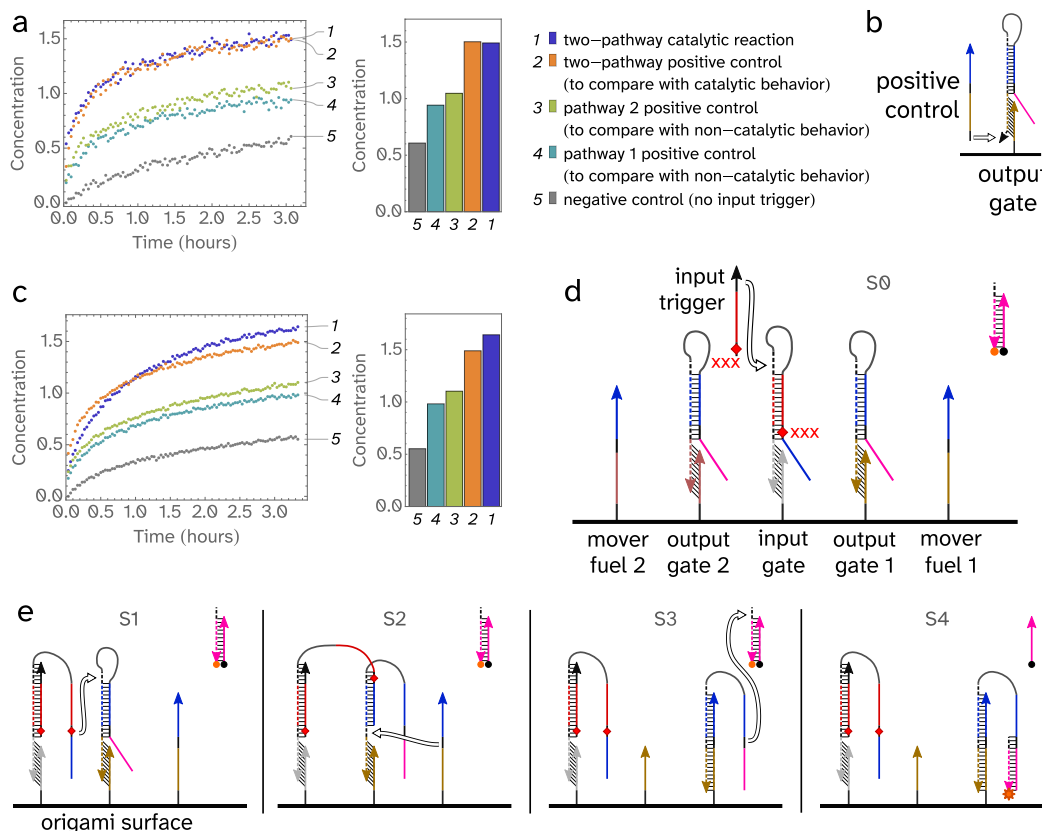 a
Concentration
1.5
1.0
0.5
0.0
0.0 0.5 1.0 1.5 2.0 2.5 3.0
Time (hours)
1
2
3
4
5
Concentration
1.5
1.0
0.5
0.0
5 4 3 2 1
1 two-pathway catalytic reaction
2 two-pathway positive control
(to compare with catalytic behavior)
3 pathway 2 positive control
(to compare with non-catalytic behavior)
4 pathway 1 positive control
(to compare with non-catalytic behavior)
5 negative control (no input trigger)
b
positive
control
output
gate
c
Concentration
1.5
1.0
0.5
0.0
0.0 0.5 1.0 1.5 2.0 2.5 3.0
Time (hours)
1
2
3
4
5
Concentration
1.5
1.0
0.5
0.0
5 4 3 2 1
d
input
trigger
S0
xxx
xxx
mover
fuel 2
output
gate 2
input
gate
output
gate 1
mover
fuel 1
e
S1
S2
S3
S4
origami surface